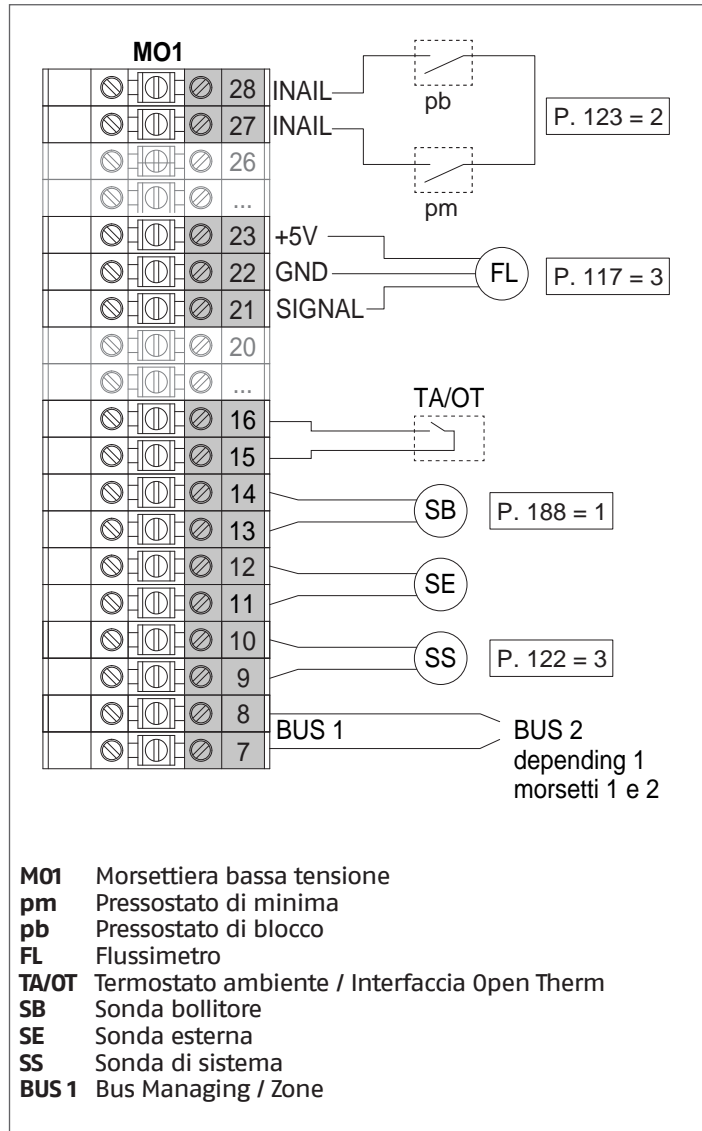 MO1
28 INAIL
pb
27 INAIL
P. 123 = 2
26
pm
...
23 +5V
22 GND FL P. 117 = 3
21 SIGNAL
20
...
TA/OT
16
15
14
SB P. 188 = 1
13
12
SE
11
10
SS P. 122 = 3
9
8
BUS 1 BUS 2
7
depending 1
morsetti 1 e 2
MO1 Morsettiera bassa tensione
pm Pressostato di minima
pb Pressostato di blocco
FL Flussimetro
TA/OT Termostato ambiente / Interfaccia Open Therm
SB Sonda bollitore
SE Sonda esterna
SS Sonda di sistema
BUS 1 Bus Managing / Zone